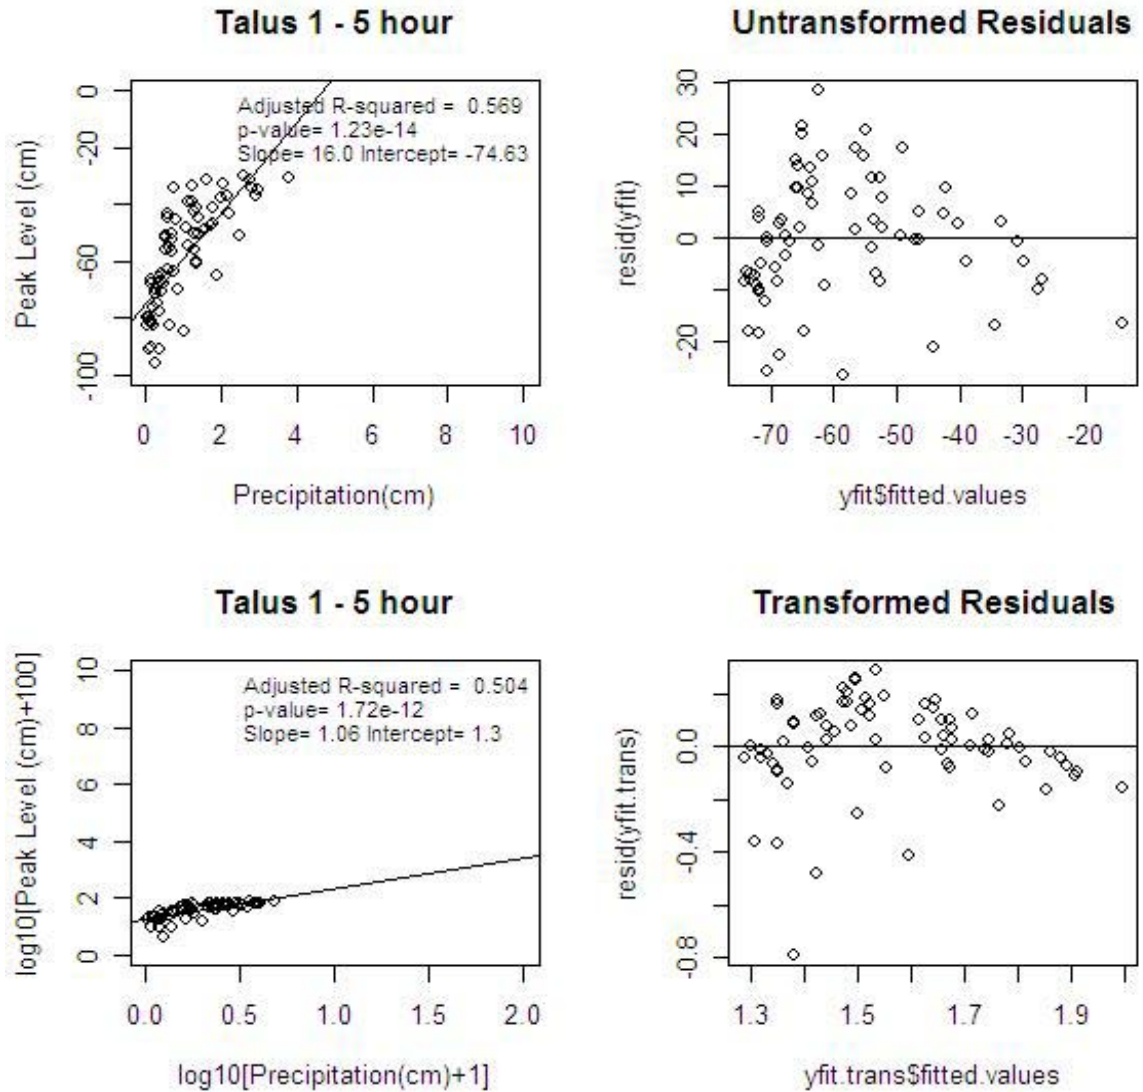 Talus 1 - 5 hour
Adjusted R-squared = 0.569
p-value= 1.23e-14
Slope= 16.0 Intercept= -74.63
Peak Level (cm)
0
-20
-60
-100
0 2 4 6 8 10
Precipitation(cm)
Untransformed Residuals
resid(yfit)
30
20
10
0
-20
-70 -60 -50 -40 -30 -20
yfit$fitted.values
Talus 1 - 5 hour
Adjusted R-squared = 0.504
p-value= 1.72e-12
Slope= 1.06 Intercept= 1.3
log10[Peak Level (cm)+100]
10
8
6
4
2
0
0.0 0.5 1.0 1.5 2.0
log10[Precipitation(cm)+1]
Transformed Residuals
resid(yfit.trans)
0.0
-0.4
-0.8
1.3 1.5 1.7 1.9
yfit.trans$fitted.values